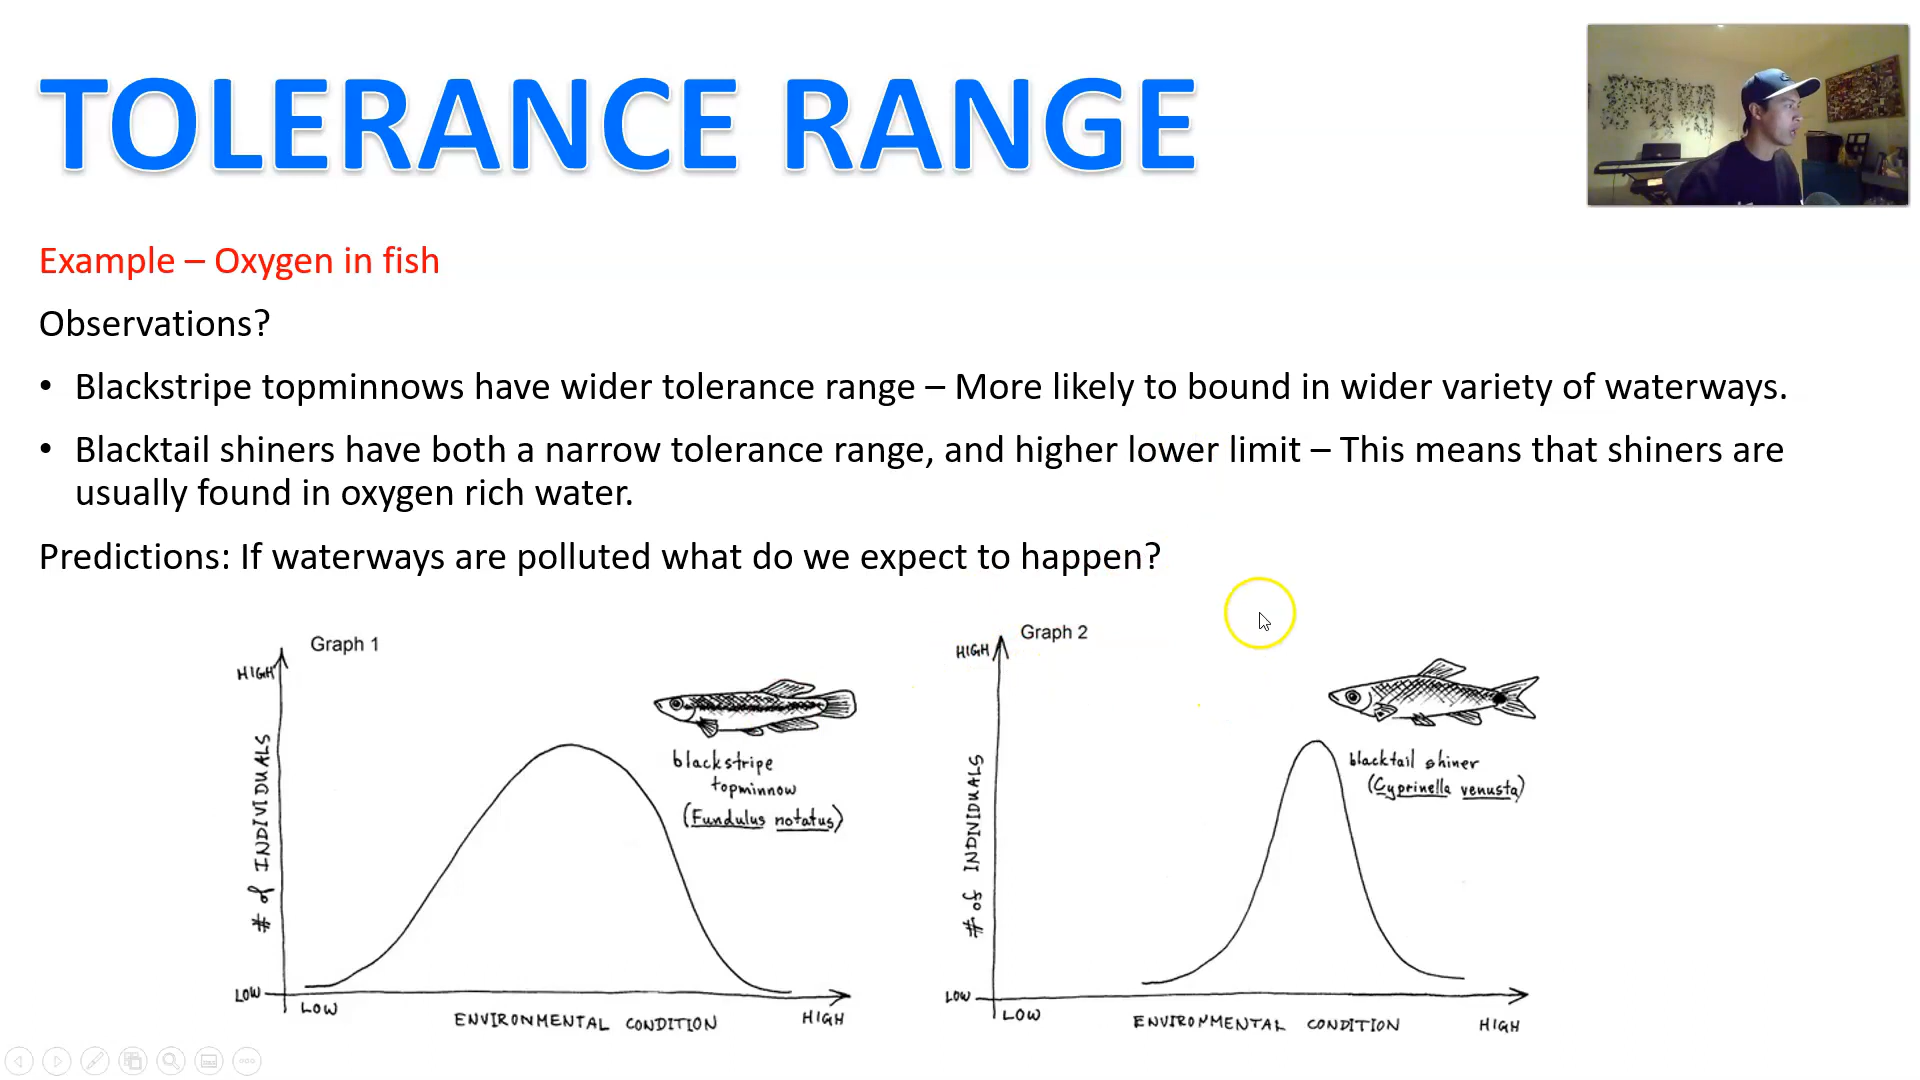 TOLERANCE RANGE
Example – Oxygen in fish
Observations?
• Blackstripe topminnows have wider tolerance range – More likely to bound in wider variety of waterways.
• Blacktail shiners have both a narrow tolerance range, and higher lower limit – This means that shiners are
usually found in oxygen rich water.
Predictions: If waterways are polluted what do we expect to happen?
Graph 1
HIGH
# of INDIVIDUALS
LOW
LOW
ENVIRONMENTAL CONDITION
HIGH
blackstripe
topminnow
(Fundulus notatus)
Graph 2
HIGH
# of INDIVIDUALS
LOW
LOW
ENVIRONMENTAL CONDITION
HIGH
blacktail shiner
(Cyprinella venusta)